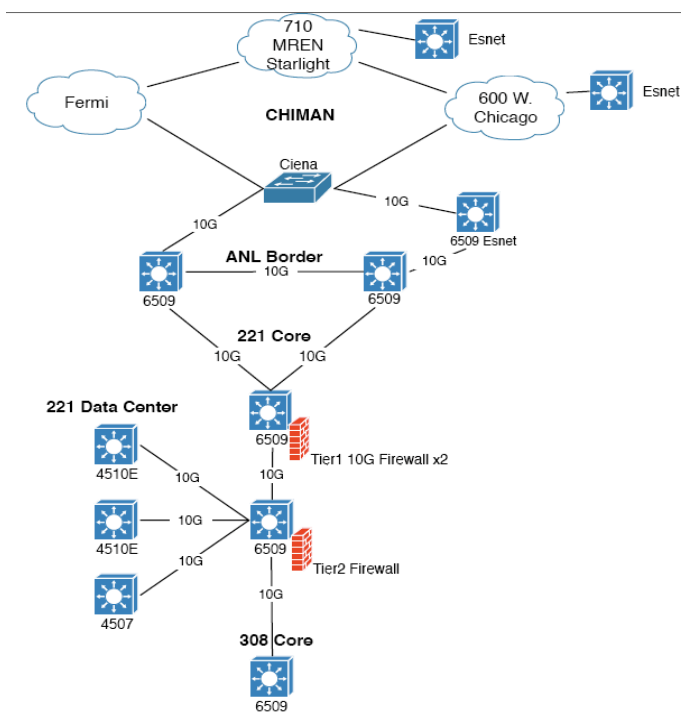 710
MREN
Starlight
Esnet
Fermi
600 W.
Chicago
Esnet
CHIMAN
Ciena
10G
10G
6509 Esnet
ANL Border
10G
10G
6509
6509
221 Core
10G
10G
221 Data Center
6509
Tier1 10G Firewall x2
4510E
10G
10G
10G
4510E
6509
10G
Tier2 Firewall
10G
4507
308 Core
6509